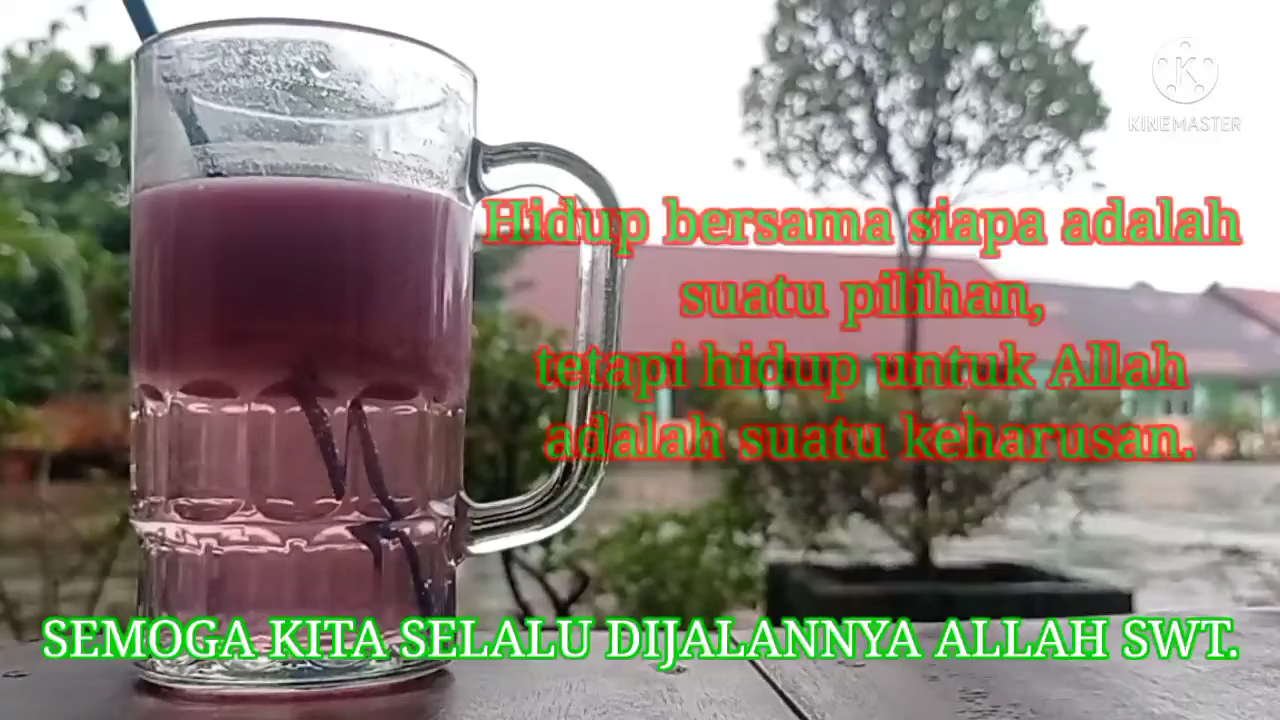 KINEMASTER
Hidup bersama siapa adalah
suatu pilihan,
tetapi hidup untuk Allah
adalah suatu keharusan.
SEMOGA KITA SELALU DIJALANNYA ALLAH SWT.